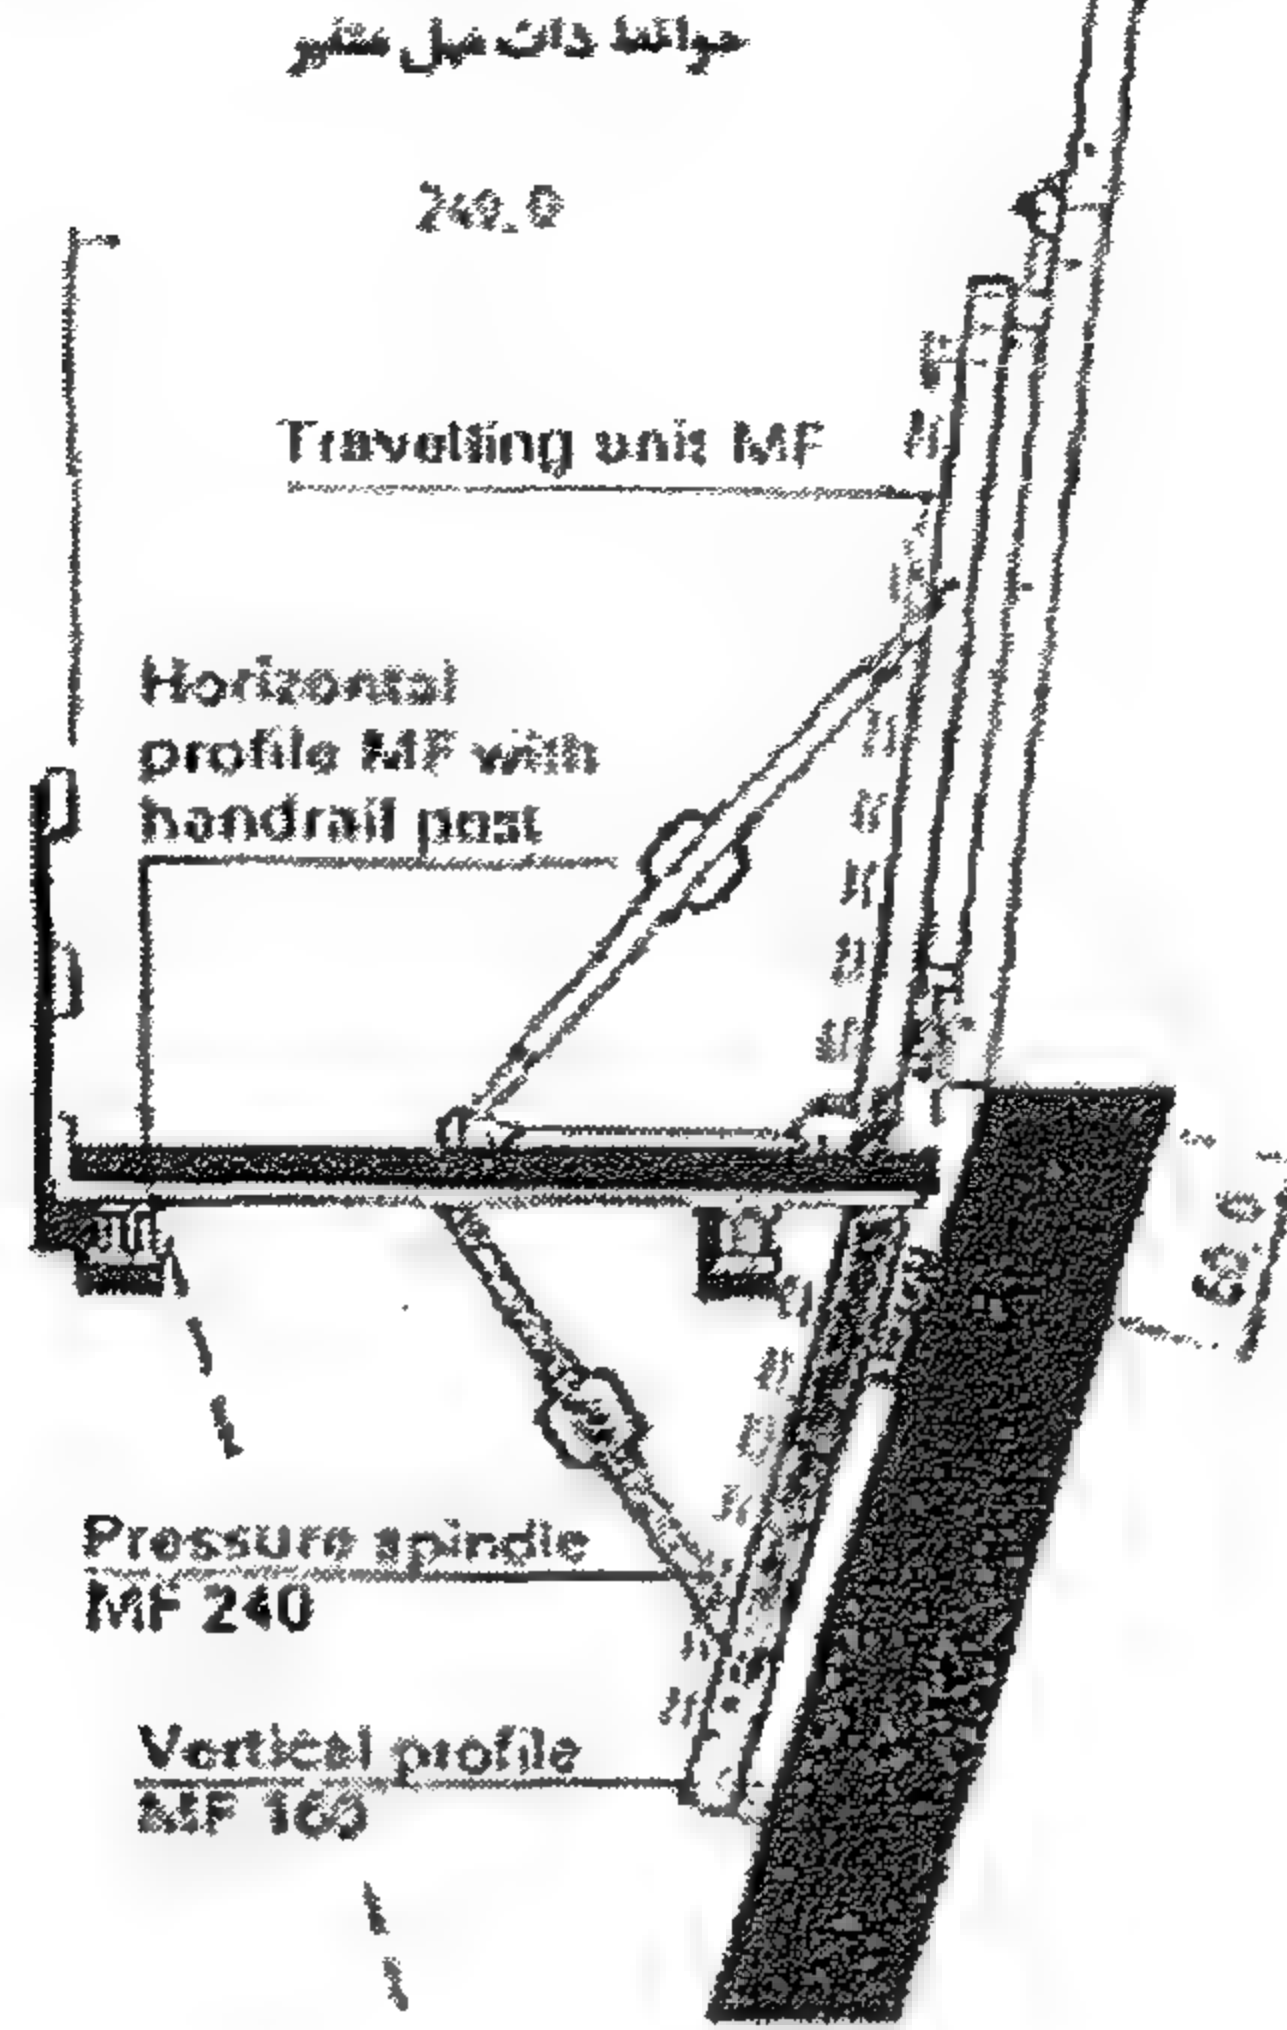 حوائط ذات ميل متغير
240.0
Travelling unit MF
Horizontal
profile MF with
handrail post
Pressure spindle
MF 240
Vertical profile
MF 160